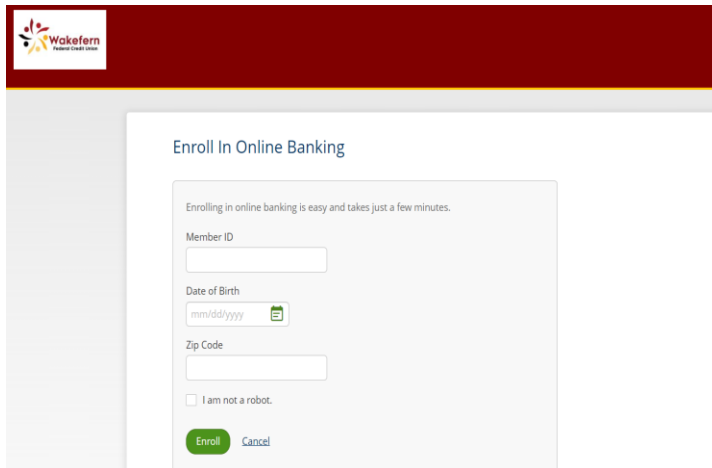 Wakefern
Federal Credit Union
Enroll In Online Banking
Enrolling in online banking is easy and takes just a few minutes.
Member ID
Date of Birth
mm/dd/yyyy
Zip Code
I am not a robot.
Enroll Cancel